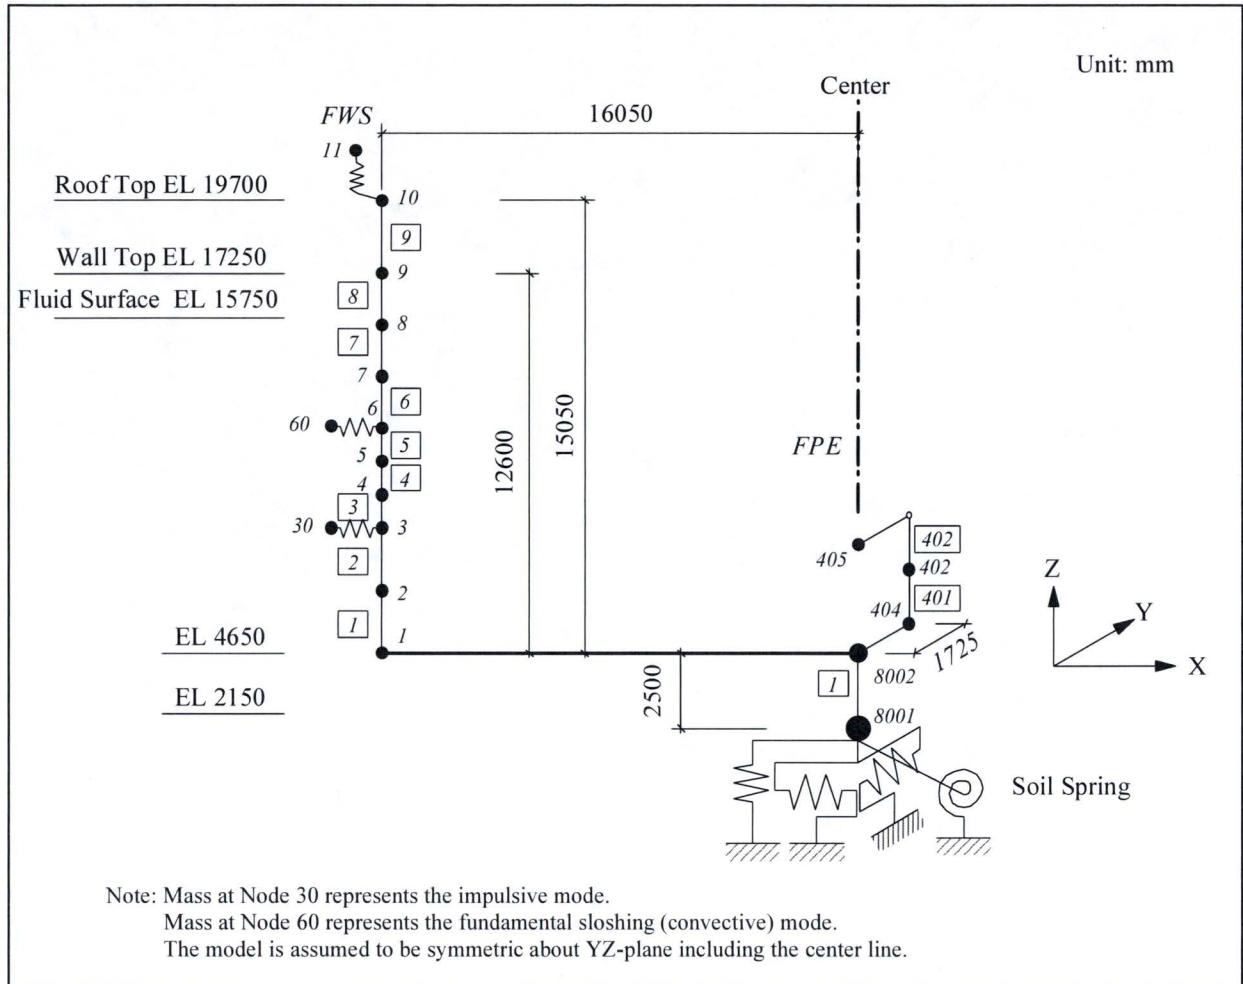 Unit: mm
Center
FWS
16050
11
Roof Top EL 19700
10
9
Wall Top EL 17250
9
8
Fluid Surface EL 15750
8
7
7
6
6
60
5
5
4
4
3
30
3
2
2
1
1
12600
15050
FPE
405
402
402
404
401
1725
Z
Y
X
EL 4650
8002
1
2500
EL 2150
8001
Soil Spring
Note: Mass at Node 30 represents the impulsive mode.
Mass at Node 60 represents the fundamental sloshing (convective) mode.
The model is assumed to be symmetric about YZ-plane including the center line.